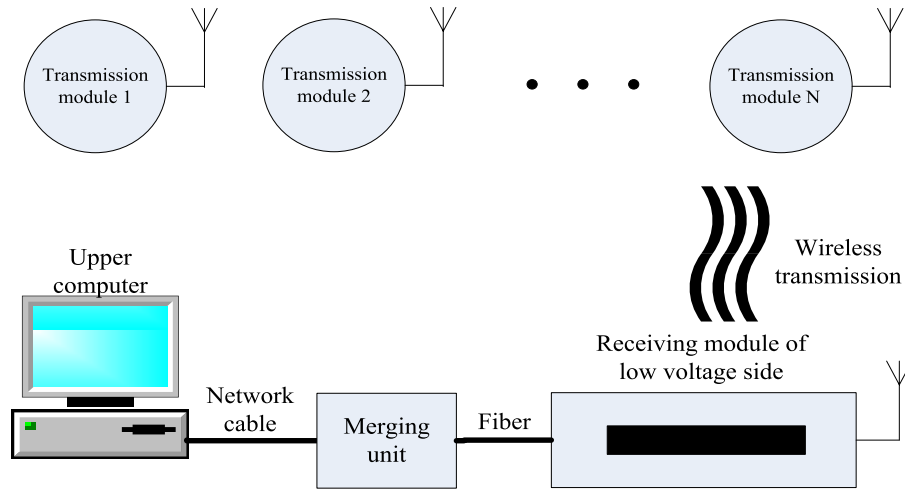 Transmission
module 1
Transmission
module 2
Transmission
module N
Wireless
transmission
Upper
computer
Receiving module of
low voltage side
Network
cable
Merging
unit
Fiber